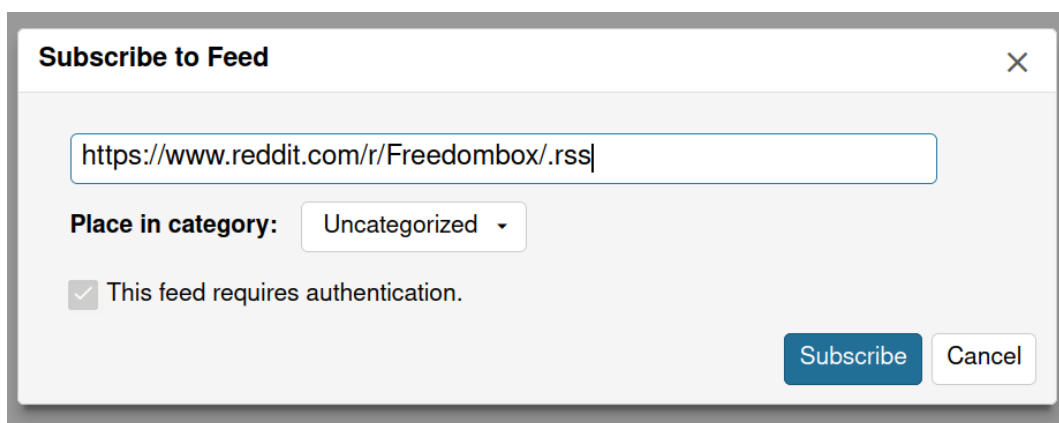 Subscribe to Feed
https://www.reddit.com/r/Freedombox/.rss
Place in category: Uncategorized
This feed requires authentication.
Subscribe Cancel